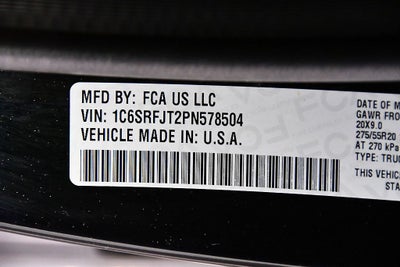 MFD BY: FCA US LLC
VIN: 1C6SRFJT2PN578504
VEHICLE MADE IN: U.S.A.
DATE OF M
GAWR FRO
20X9.0
275/55R20
AT 270 kPa
TYPE: TRUC
THIS VEHIC
STA